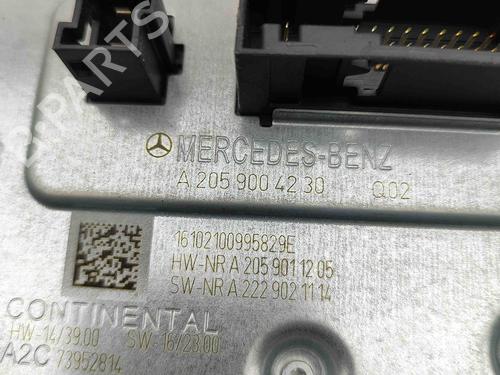 MERCEDES-BENZ
A 205 900 42 30 Q02
16102100995829E
HW-NR A 205 901 12 05
SW-NR A 222 902 11 14
CONTINENTAL
HW-14/39.00 SW-16/23.00
A2C 73952814